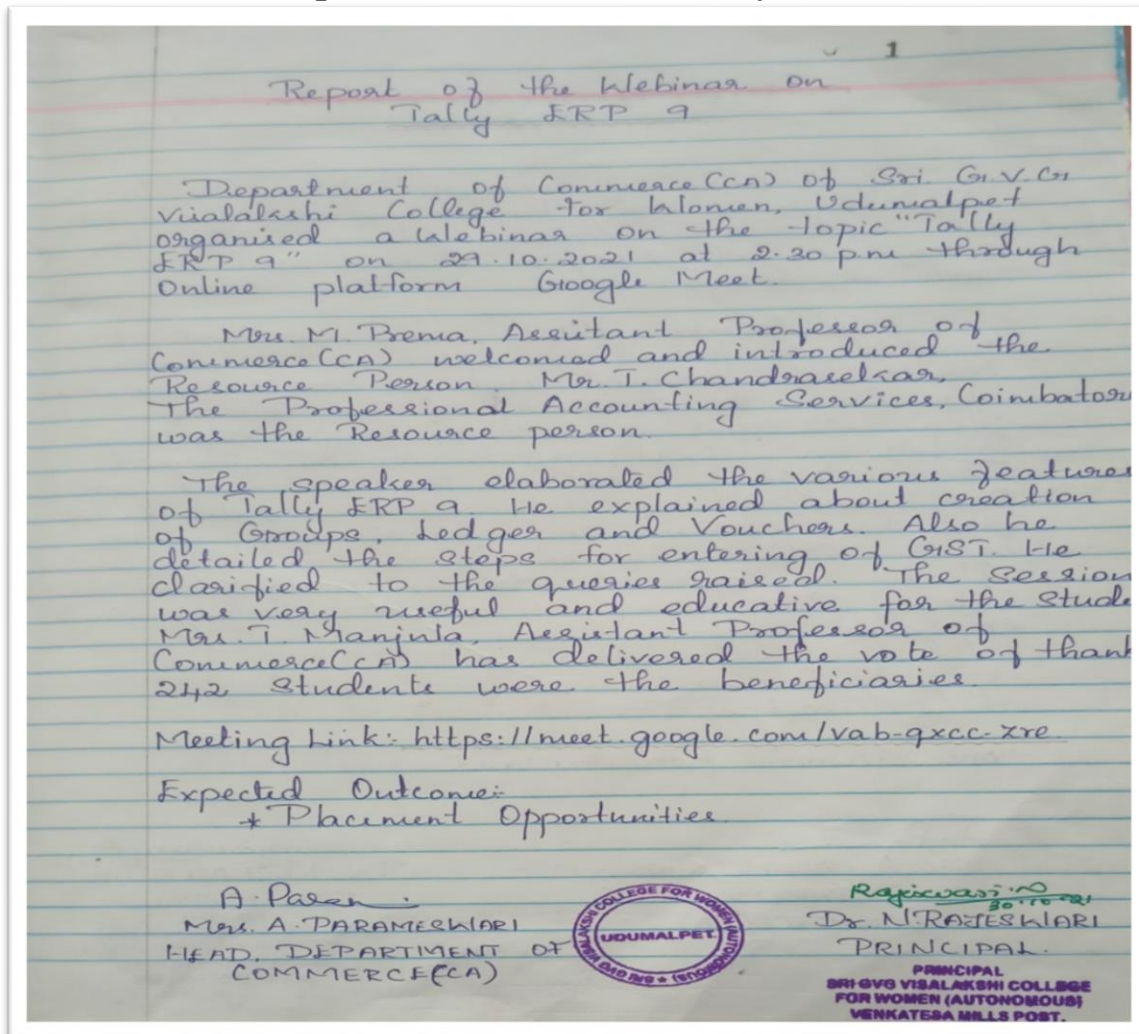 1
Report of the Webinar on
Tally ERP 9
Department of Commerce (CA) of Sri G.V.G
Visalakshi College for Women, Udumalpet
organised a Webinar on the topic "Tally
ERP 9" on 29.10.2021 at 2.30 p.m through
Online platform Google Meet.
Mrs. M. Prema, Assistant Professor of
Commerce (CA) welcomed and introduced the
Resource Person. Mr. T. Chandrasekar,
The Professional Accounting Services, Coimbatore
was the Resource person.
The speaker elaborated the various features
of Tally ERP 9. He explained about creation
of Groups, Ledger and Vouchers. Also he
detailed the steps for entering of GST. He
clarified to the queries raised. The session
was very useful and educative for the Stude
Mrs. T. Manjula, Assistant Professor of
Commerce (CA) has delivered the vote of thank
242 Students were the beneficiaries.
Meeting Link: https://meet.google.com/vab-qxcc-zre
Expected Outcome:
* Placement Opportunities.
A. Param
Mrs. A. PARAMESWARI
HEAD, DEPARTMENT OF
COMMERCE (CA)
SRI GVG VISALAKSHI COLLEGE FOR WOMEN (AUTONOMOUS) *
UDUMALPET
Rajeswari. N
30.10.21
Dr. N. RAJESWARI
PRINCIPAL.
PRINCIPAL
SRI GVG VISALAKSHI COLLEGE
FOR WOMEN (AUTONOMOUS)
VENKATESA MILLS POST.